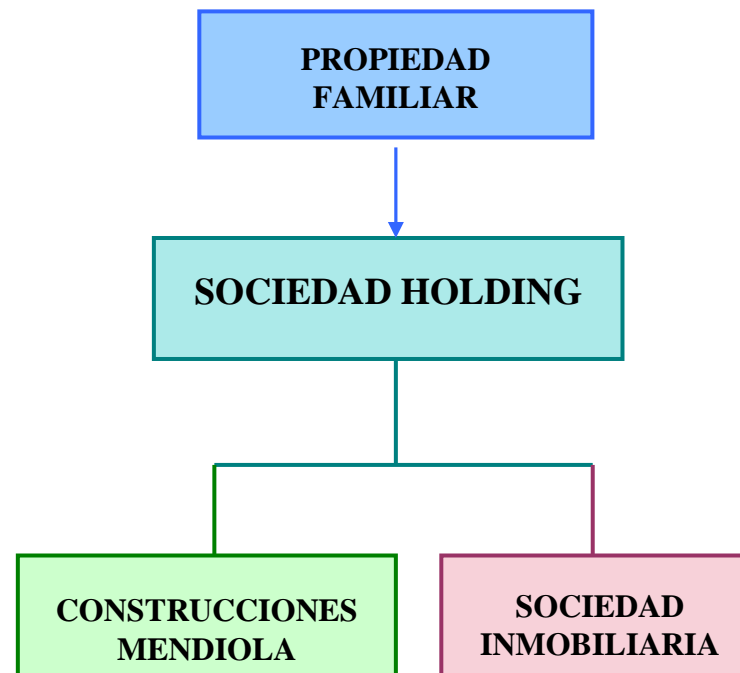 PROPIEDAD
FAMILIAR
SOCIEDAD HOLDING
CONSTRUCCIONES
MENDIOLA
SOCIEDAD
INMOBILIARIA